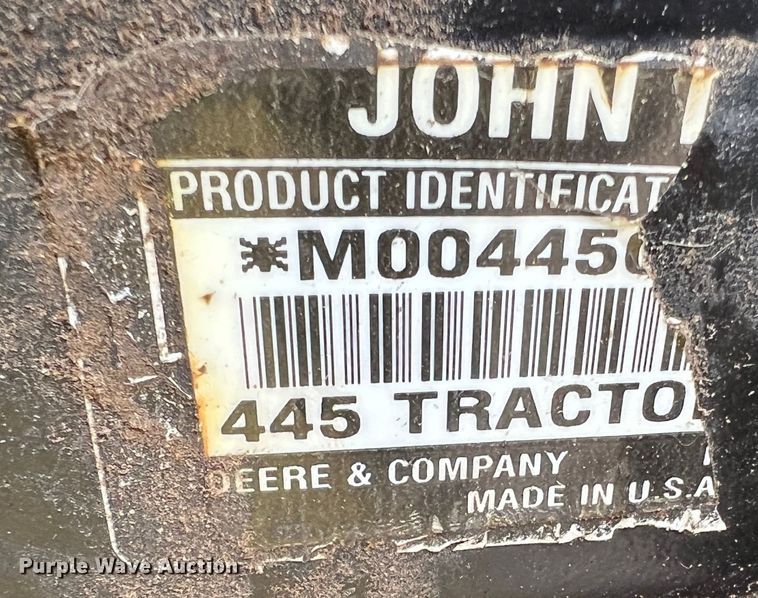 JOHN
PRODUCT IDENTIFICAT
*M00445
445 TRACTO
DEERE & COMPANY
MADE IN U.S.A
Purple Wave Auction